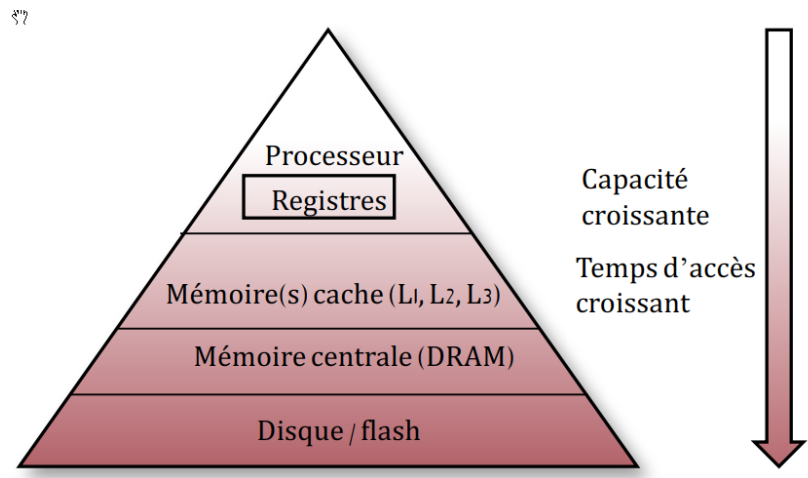 Processeur
Registres
Mémoire(s) cache (L1, L2, L3)
Mémoire centrale (DRAM)
Disque / flash
Capacité
croissante
Temps d'accès
croissant